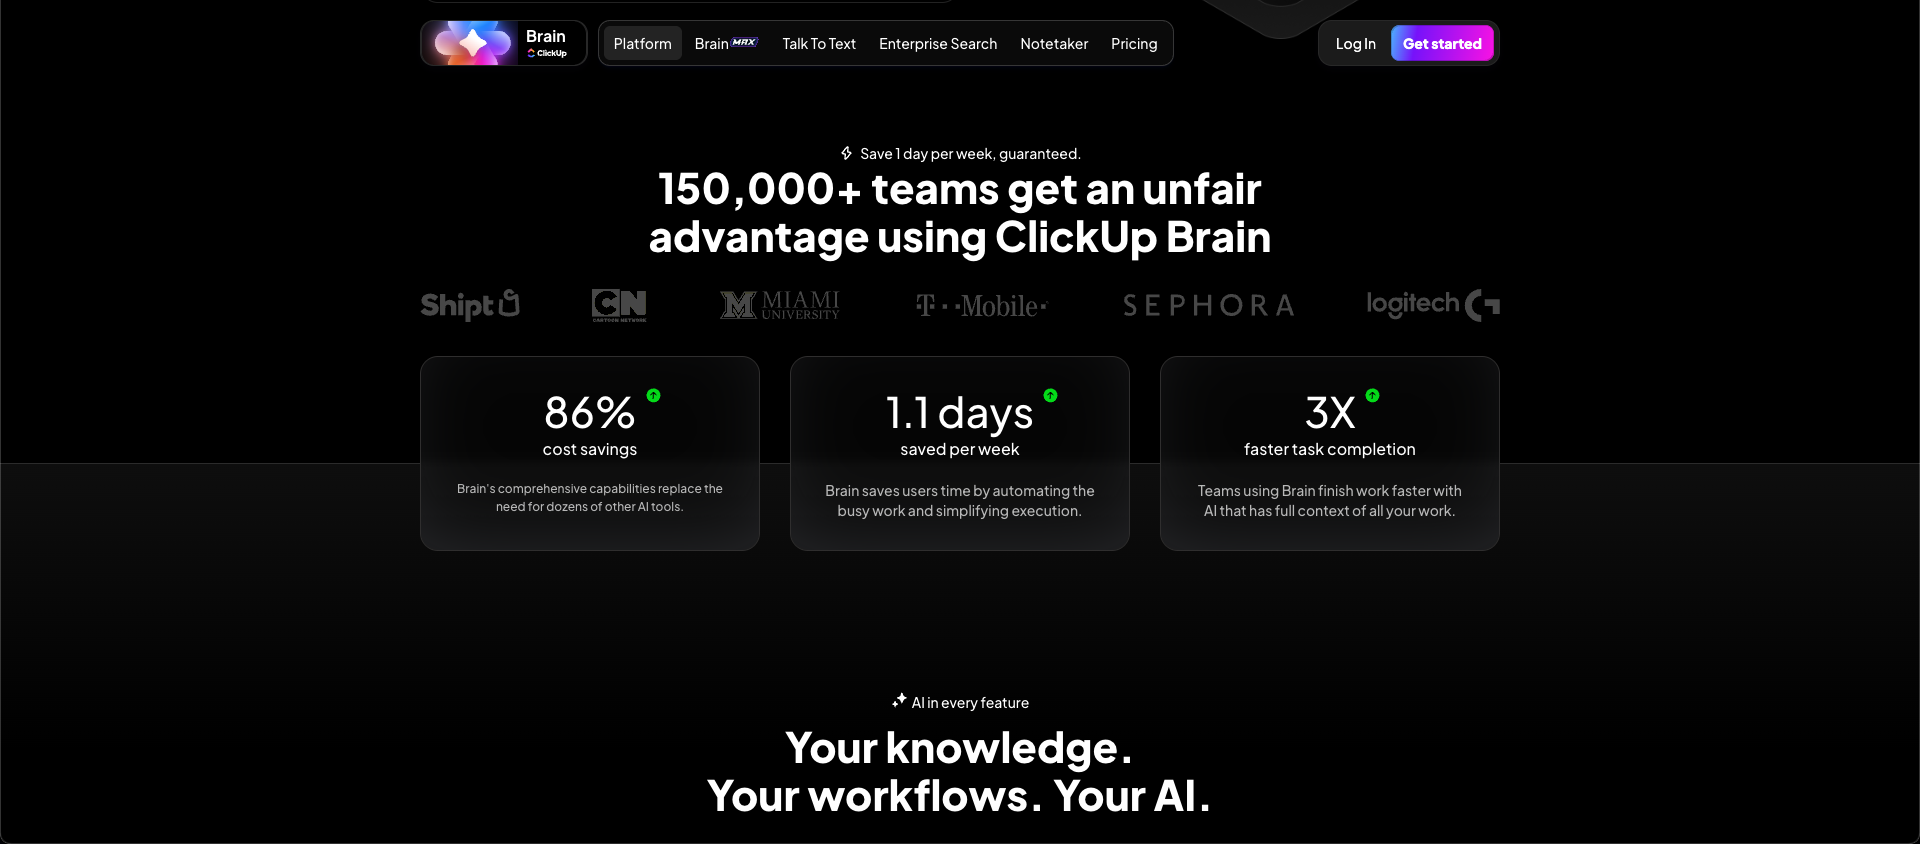 Brain
ClickUp
Platform
Brain MAX
Talk To Text
Enterprise Search
Notetaker
Pricing
Log In
Get started
Save 1 day per week, guaranteed.
150,000+ teams get an unfair
advantage using ClickUp Brain
Shipt
CN
CARTOON NETWORK
M
MIAMI
UNIVERSITY
T··Mobile·
SEPHORA
logitech G
86%
cost savings
Brain's comprehensive capabilities replace the
need for dozens of other AI tools.
1.1 days
saved per week
Brain saves users time by automating the
busy work and simplifying execution.
3X
faster task completion
Teams using Brain finish work faster with
AI that has full context of all your work.
AI in every feature
Your knowledge.
Your workflows. Your AI.